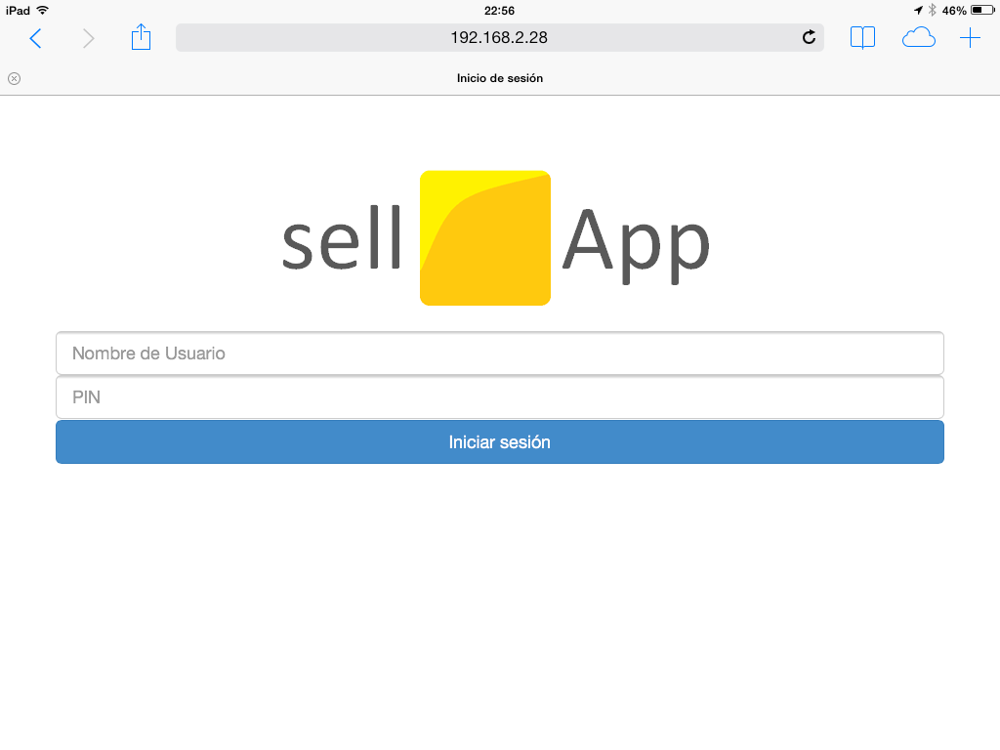 iPad 22:56 46%
192.168.2.28
Inicio de sesión
sell App
Nombre de Usuario
PIN
Iniciar sesión